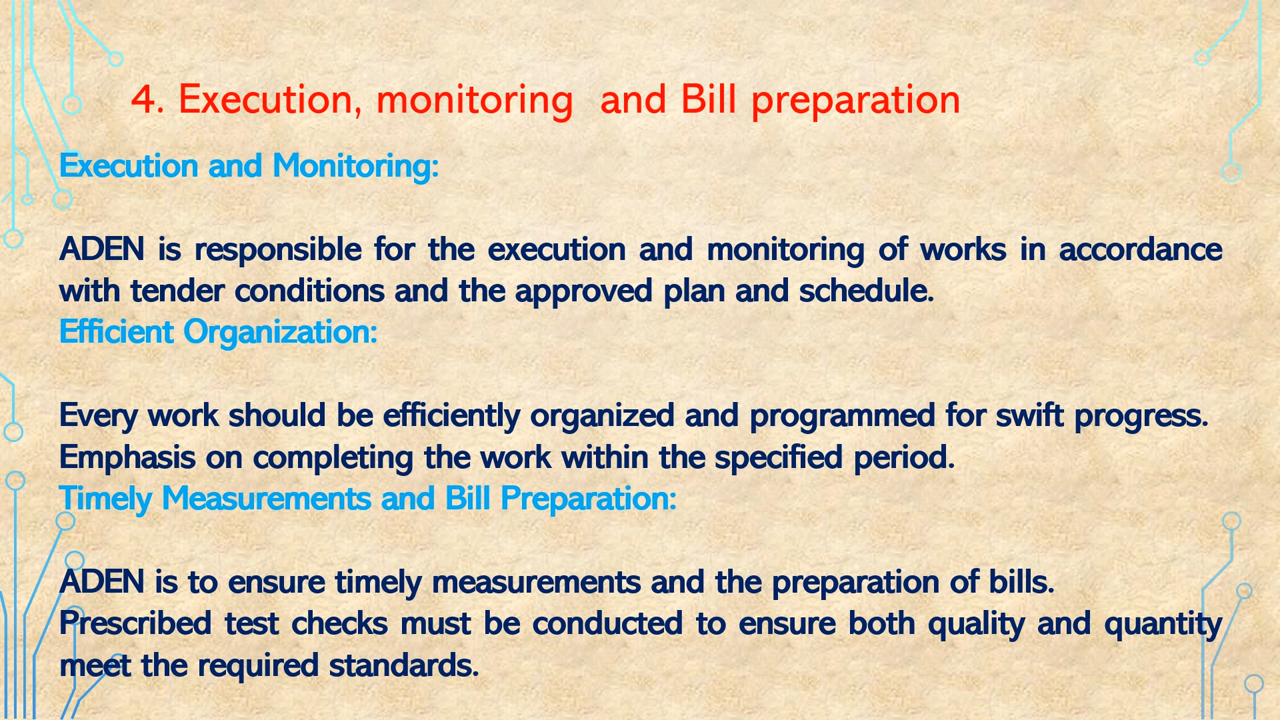 4. Execution, monitoring  and Bill preparation
Execution and Monitoring:
ADEN is responsible for the execution and monitoring of works in accordance
with tender conditions and the approved plan and schedule.
Efficient Organization:
Every work should be efficiently organized and programmed for swift progress.
Emphasis on completing the work within the specified period.
Timely Measurements and Bill Preparation:
ADEN is to ensure timely measurements and the preparation of bills.
Prescribed test checks must be conducted to ensure both quality and quantity
meet the required standards.